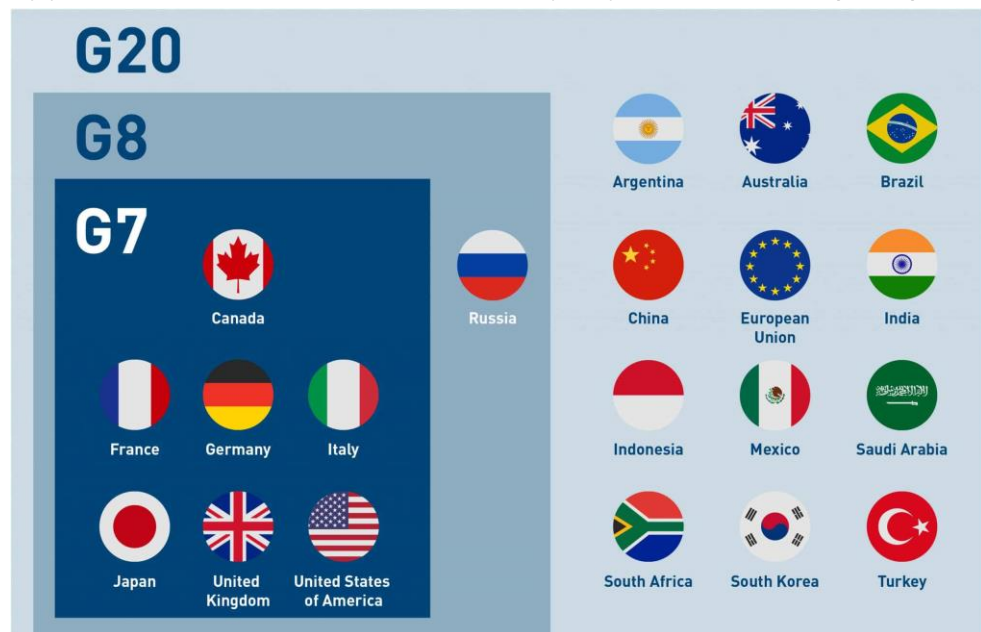 G20
G8
G7
Canada
France
Germany
Italy
Japan
United
Kingdom
United States
of America
Russia
Argentina
Australia
Brazil
China
European
Union
India
Indonesia
Mexico
Saudi Arabia
South Africa
South Korea
Turkey